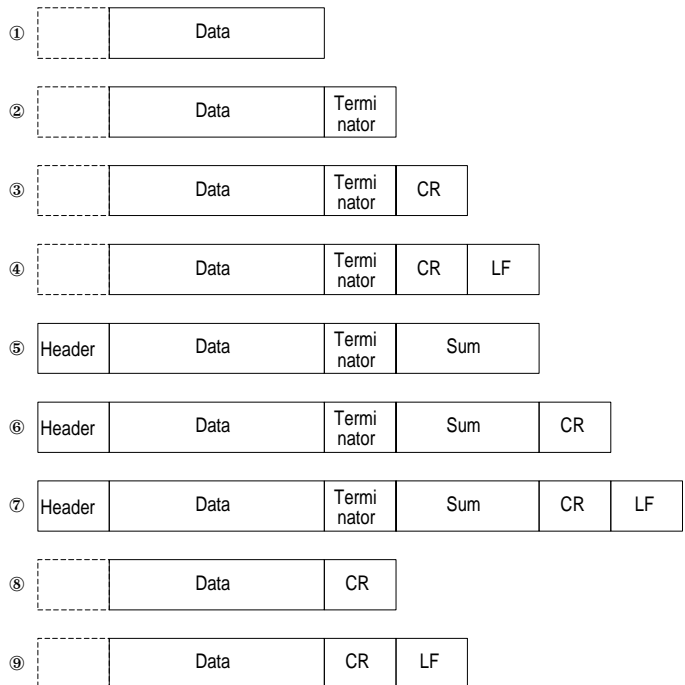 ① Data
② Data Termi nator
③ Data Termi nator CR
④ Data Termi nator CR LF
⑤ Header Data Termi nator Sum
⑥ Header Data Termi nator Sum CR
⑦ Header Data Termi nator Sum CR LF
⑧ Data CR
⑨ Data CR LF